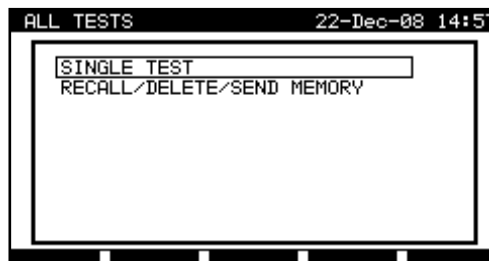 ALL TESTS 22-Dec-08 14:57
SINGLE TEST
RECALL/DELETE/SEND MEMORY